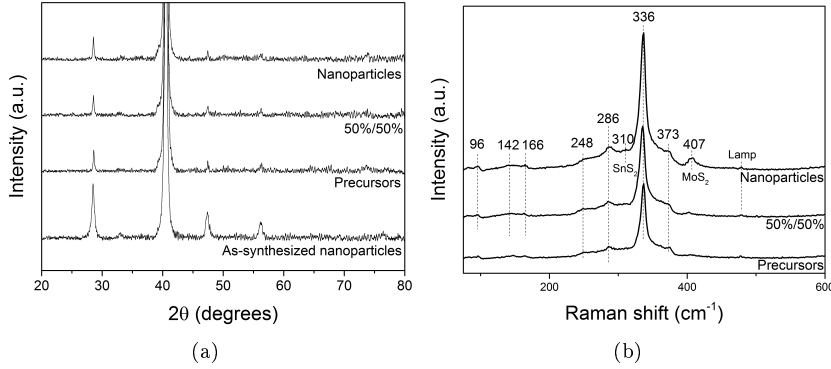 Intensity (a.u.)
Nanoparticles
50%/50%
Precursors
As-synthesized nanoparticles
20 30 40 50 60 70 80
2θ (degrees)
(a)
Intensity (a.u.)
336
96 142 166 248 286 310 373 407 Lamp
SnS2 MoS2
Nanoparticles
50%/50%
Precursors
200 400 600
Raman shift (cm-1)
(b)